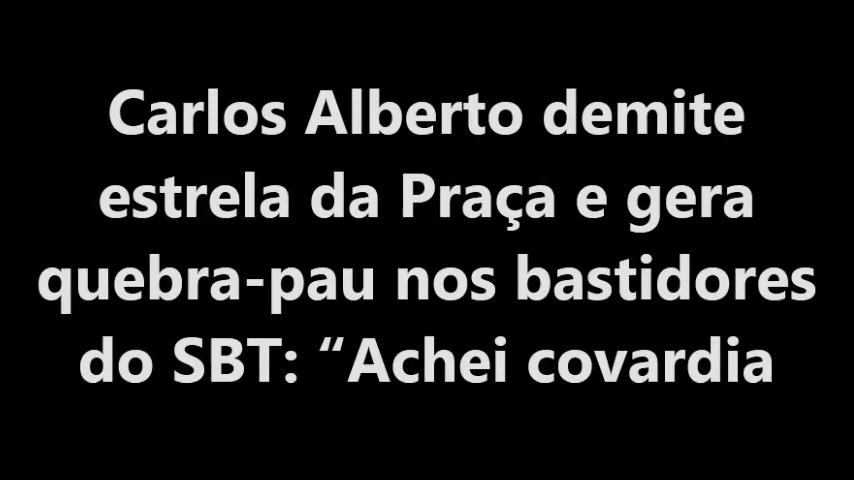 Carlos Alberto demite
estrela da Praça e gera
quebra-pau nos bastidores
do SBT: “Achei covardia